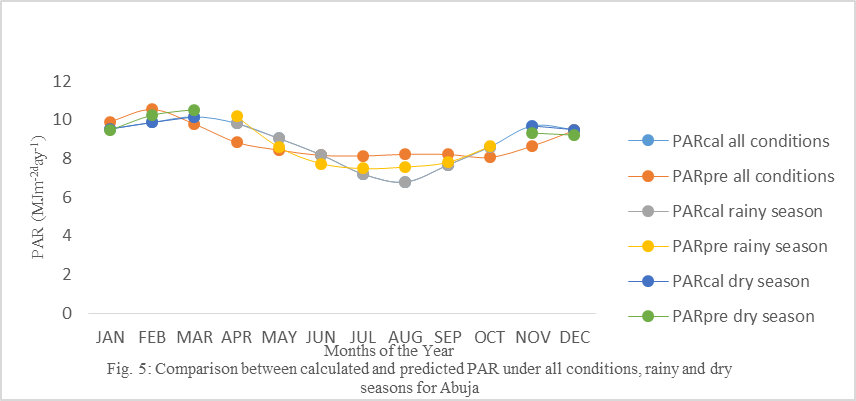 12
10
8
6
4
2
0
PAR (MJm-2day-1)
JAN FEB MAR APR MAY JUN JUL AUG SEP OCT NOV DEC
Months of the Year
PARcal all conditions
PARpre all conditions
PARcal rainy season
PARpre rainy season
PARcal dry season
PARpre dry season
Fig. 5: Comparison between calculated and predicted PAR under all conditions, rainy and dry
seasons for Abuja